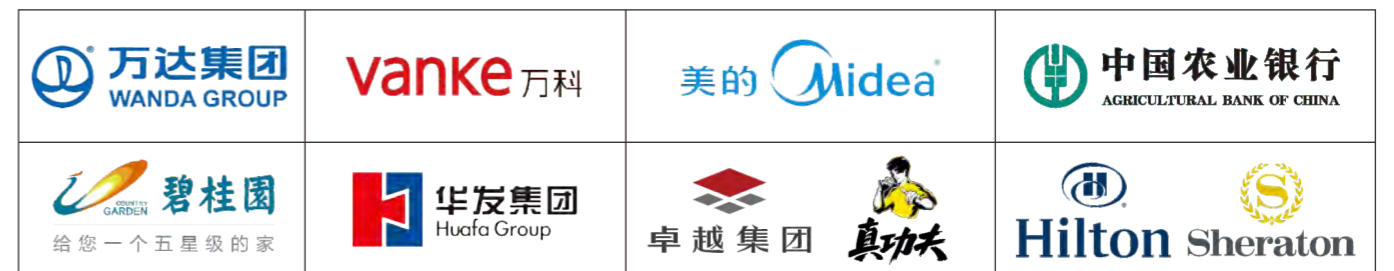 万达集团
WANDA GROUP
vanke 万科
美的 Midea
中国农业银行
AGRICULTURAL BANK OF CHINA
COUNTRY
GARDEN
碧桂園
给您一个五星级的家
华发集团
Huafa Group
卓越集团
真功夫
H
Hilton
S
Sheraton